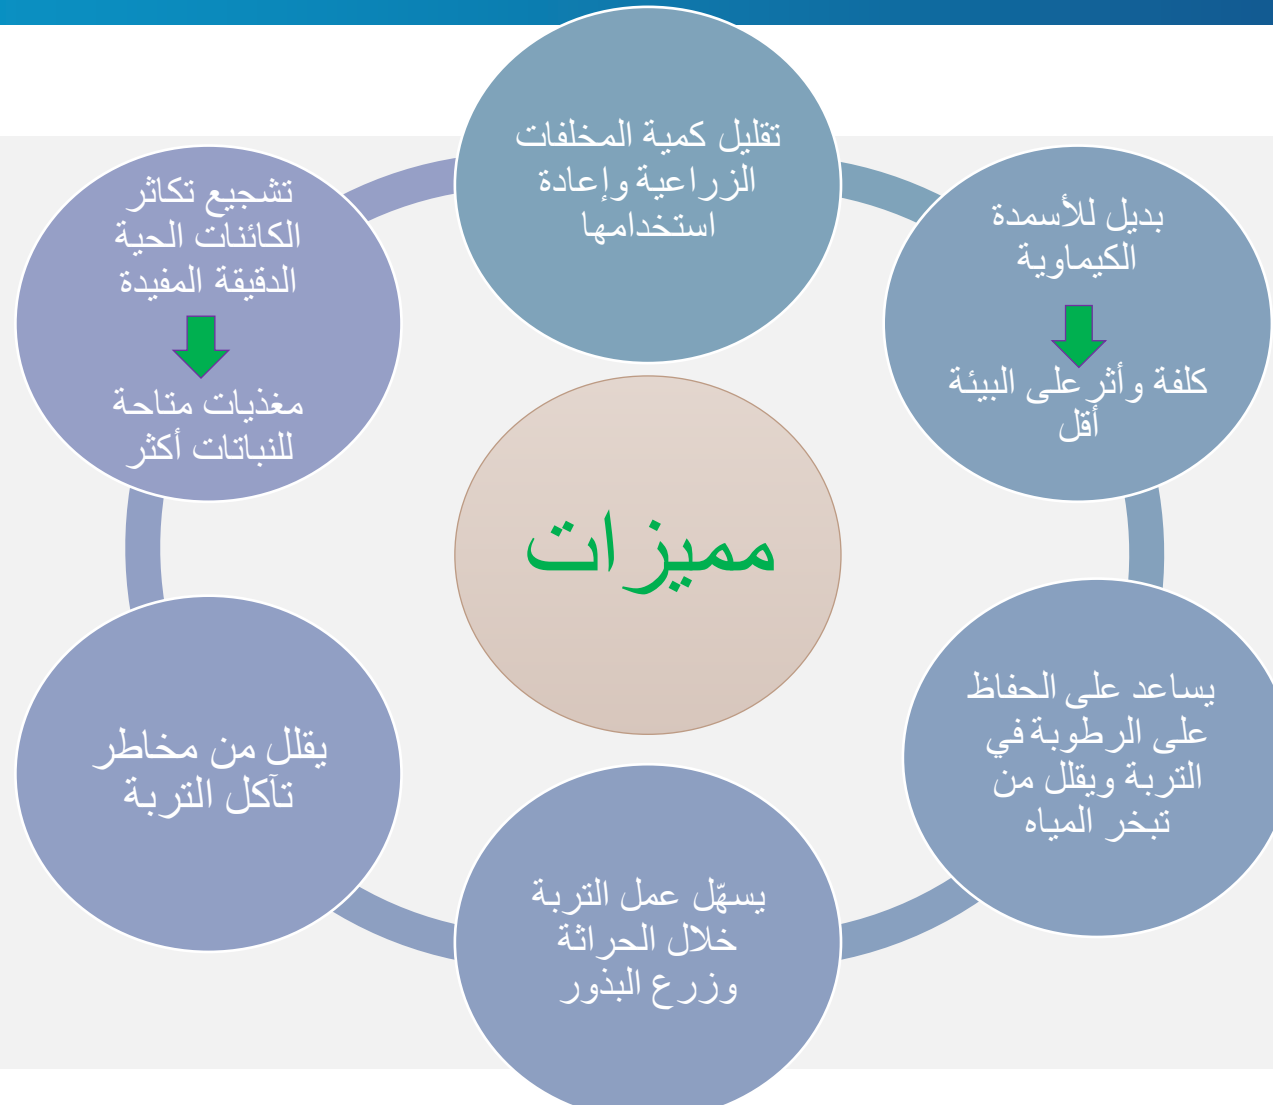 تقليل كمية المخلفات
الزراعية وإعادة
استخدامها
بديل للأسمدة
الكيماوية
كلفة وأثر على البيئة
أقل
يساعد على الحفاظ
على الرطوبة في
التربة ويقلل من
تبخر المياه
يسهّل عمل التربة
خلال الحراثة
وزرع البذور
يقلل من مخاطر
تآكل التربة
تشجيع تكاثر
الكائنات الحية
الدقيقة المفيدة
مغذيات متاحة
للنباتات أكثر
مميزات